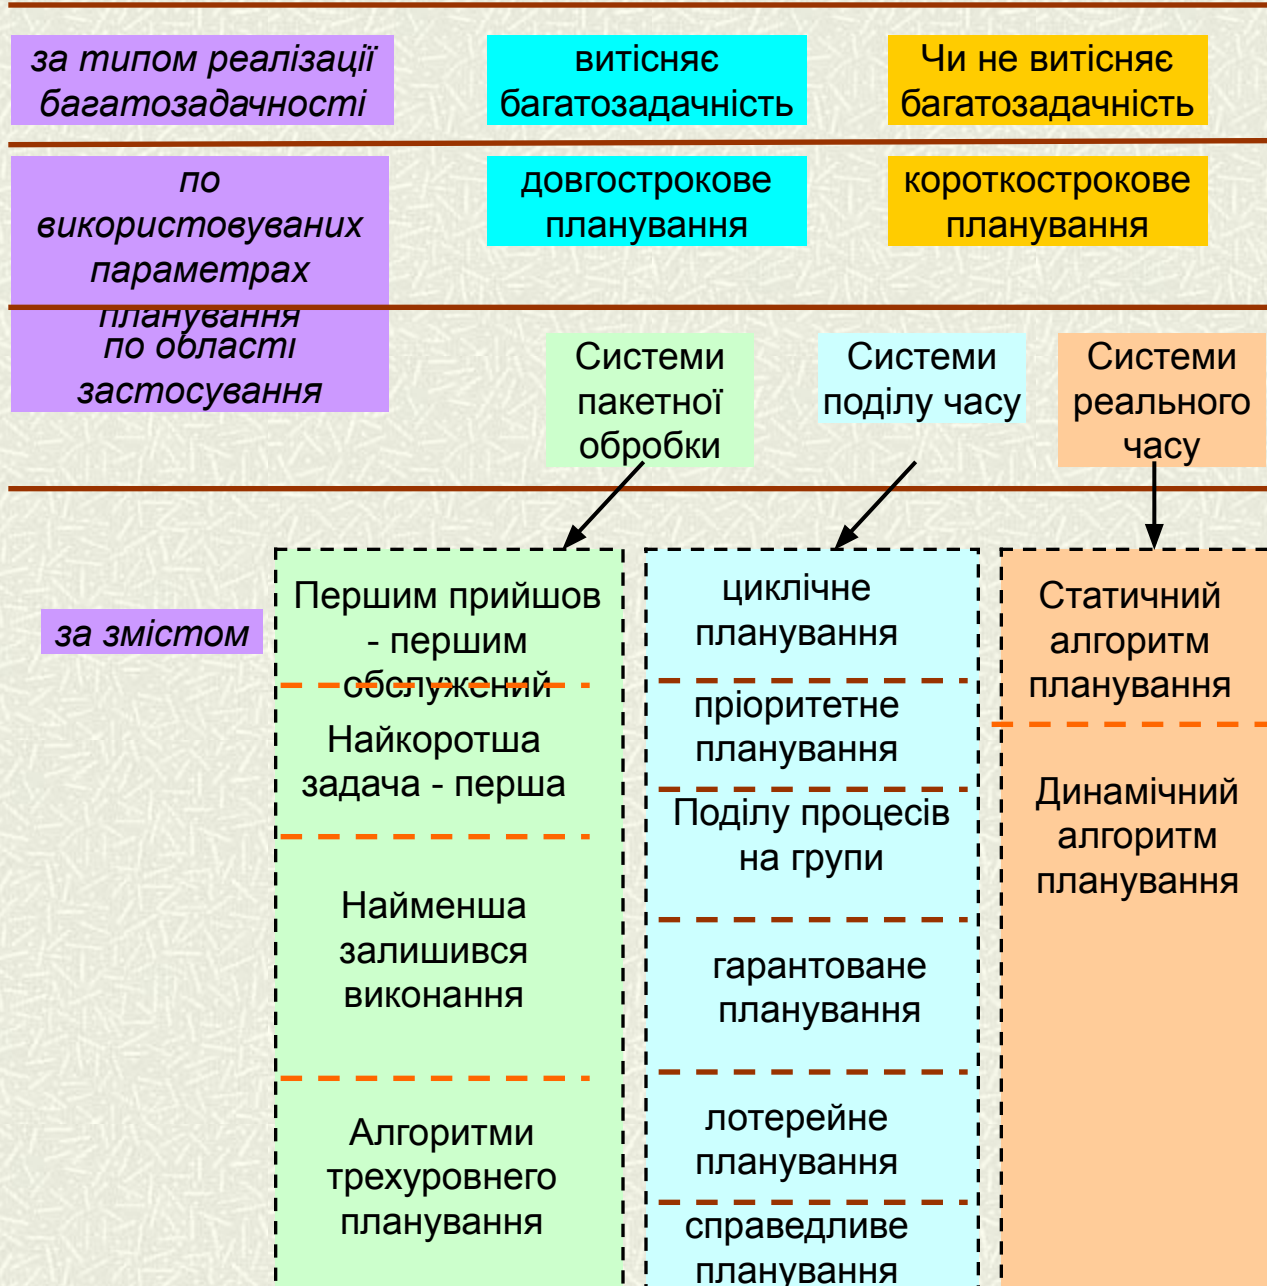 за типом реалізації
багатозадачності
витісняє
багатозадачність
Чи не витісняє
багатозадачність
по
використовуваних
параметрах
планування
довгострокове
планування
короткострокове
планування
по області
застосування
Системи
пакетної
обробки
Системи
поділу часу
Системи
реального
часу
за змістом
Першим прийшов
- першим
обслужений
Найкоротша
задача - перша
Найменша
залишився
виконання
Алгоритми
трехуровнего
планування
циклічне
планування
пріоритетне
планування
Поділу процесів
на групи
гарантоване
планування
лотерейне
планування
справедливе
планування
Статичний
алгоритм
планування
Динамічний
алгоритм
планування